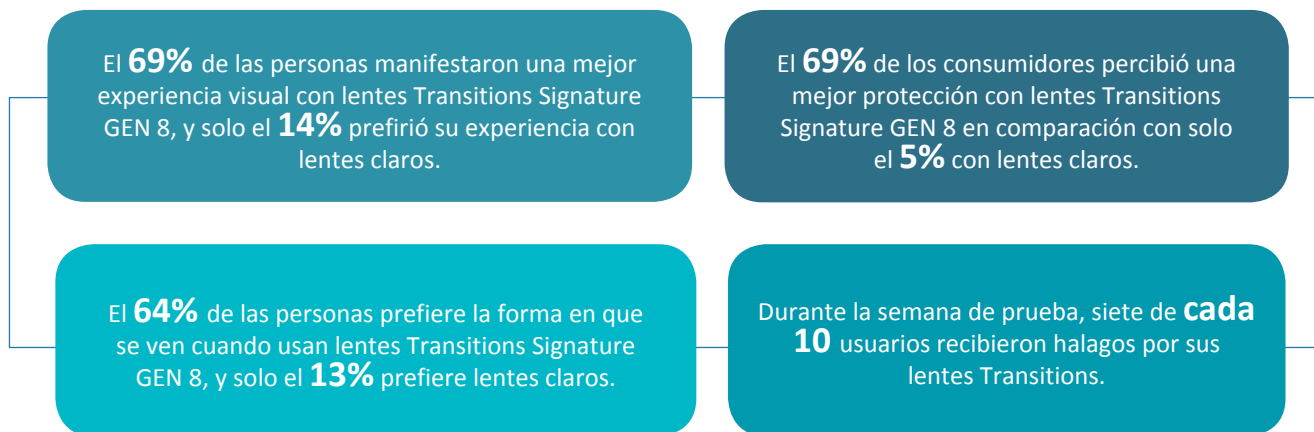 El 69% de las personas manifestaron una mejor
experiencia visual con lentes Transitions Signature
GEN 8, y solo el 14% prefirió su experiencia con
lentes claros.
El 69% de los consumidores percibió una
mejor protección con lentes Transitions
Signature GEN 8 en comparación con solo
el 5% con lentes claros.
El 64% de las personas prefiere la forma en que
se ven cuando usan lentes Transitions Signature
GEN 8, y solo el 13% prefiere lentes claros.
Durante la semana de prueba, siete de cada
10 usuarios recibieron halagos por sus
lentes Transitions.